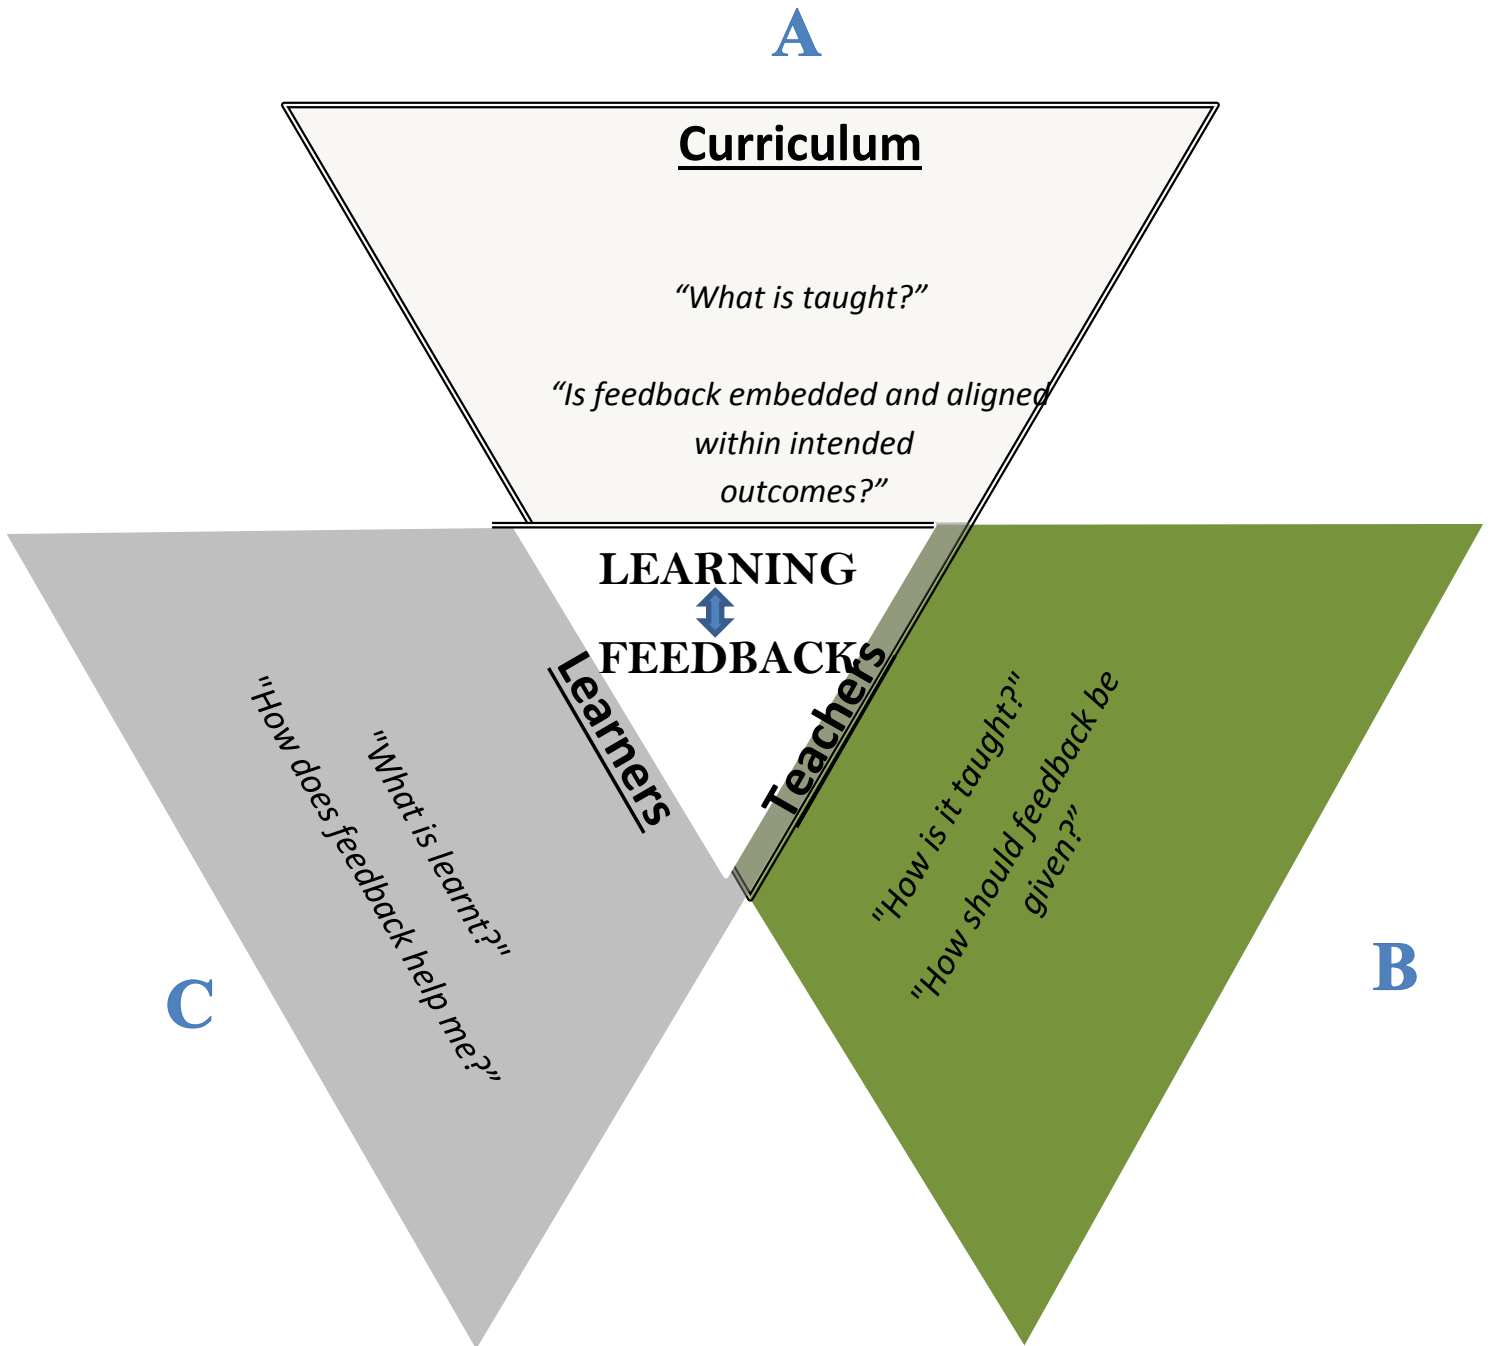 A
Curriculum
“What is taught?”
“Is feedback embedded and aligned
within intended
outcomes?”
LEARNING
FEEDBACK
Learners
"What is learnt?"
"How does feedback help me?”
C
Teachers
"How is it taught?"
"How should feedback be
given?”
B